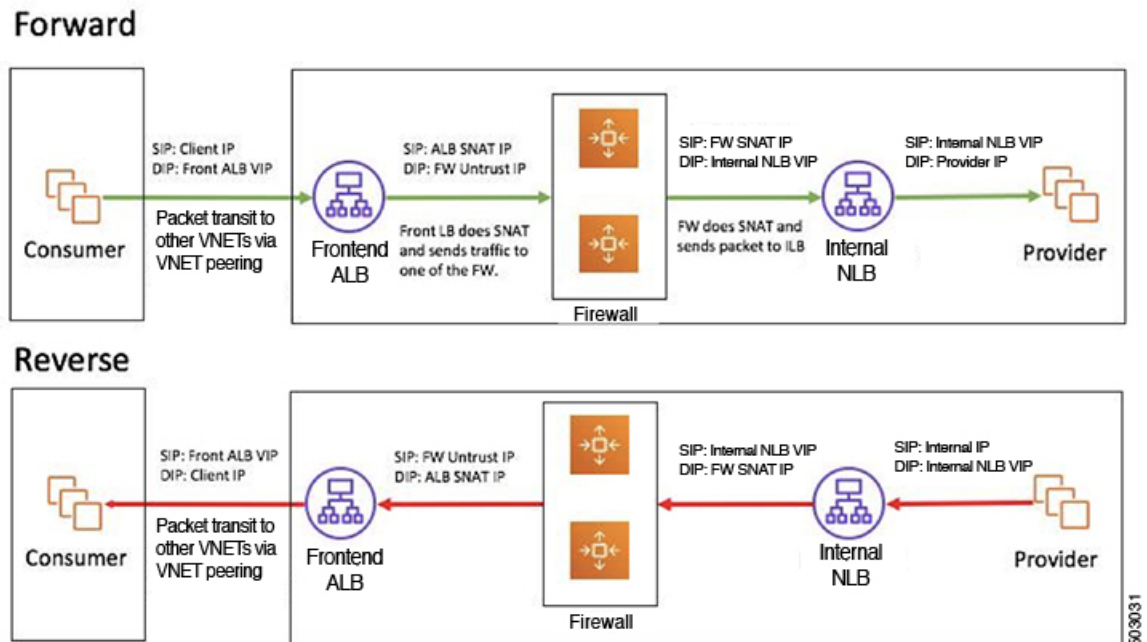 Forward
SIP: Client IP
DIP: Front ALB VIP
Packet transit to
other VNETs via
VNET peering
Consumer
Frontend
ALB
SIP: ALB SNAT IP
DIP: FW Untrust IP
Front LB does SNAT
and sends traffic to
one of the FW.
Firewall
SIP: FW SNAT IP
DIP: Internal NLB VIP
FW does SNAT and
sends packet to ILB
Internal
NLB
SIP: Internal NLB VIP
DIP: Provider IP
Provider
Reverse
SIP: Front ALB VIP
DIP: Client IP
Packet transit to
other VNETs via
VNET peering
Consumer
Frontend
ALB
SIP: FW Untrust IP
DIP: ALB SNAT IP
Firewall
SIP: Internal NLB VIP
DIP: FW SNAT IP
Internal
NLB
SIP: Internal IP
DIP: Internal NLB VIP
Provider
503031